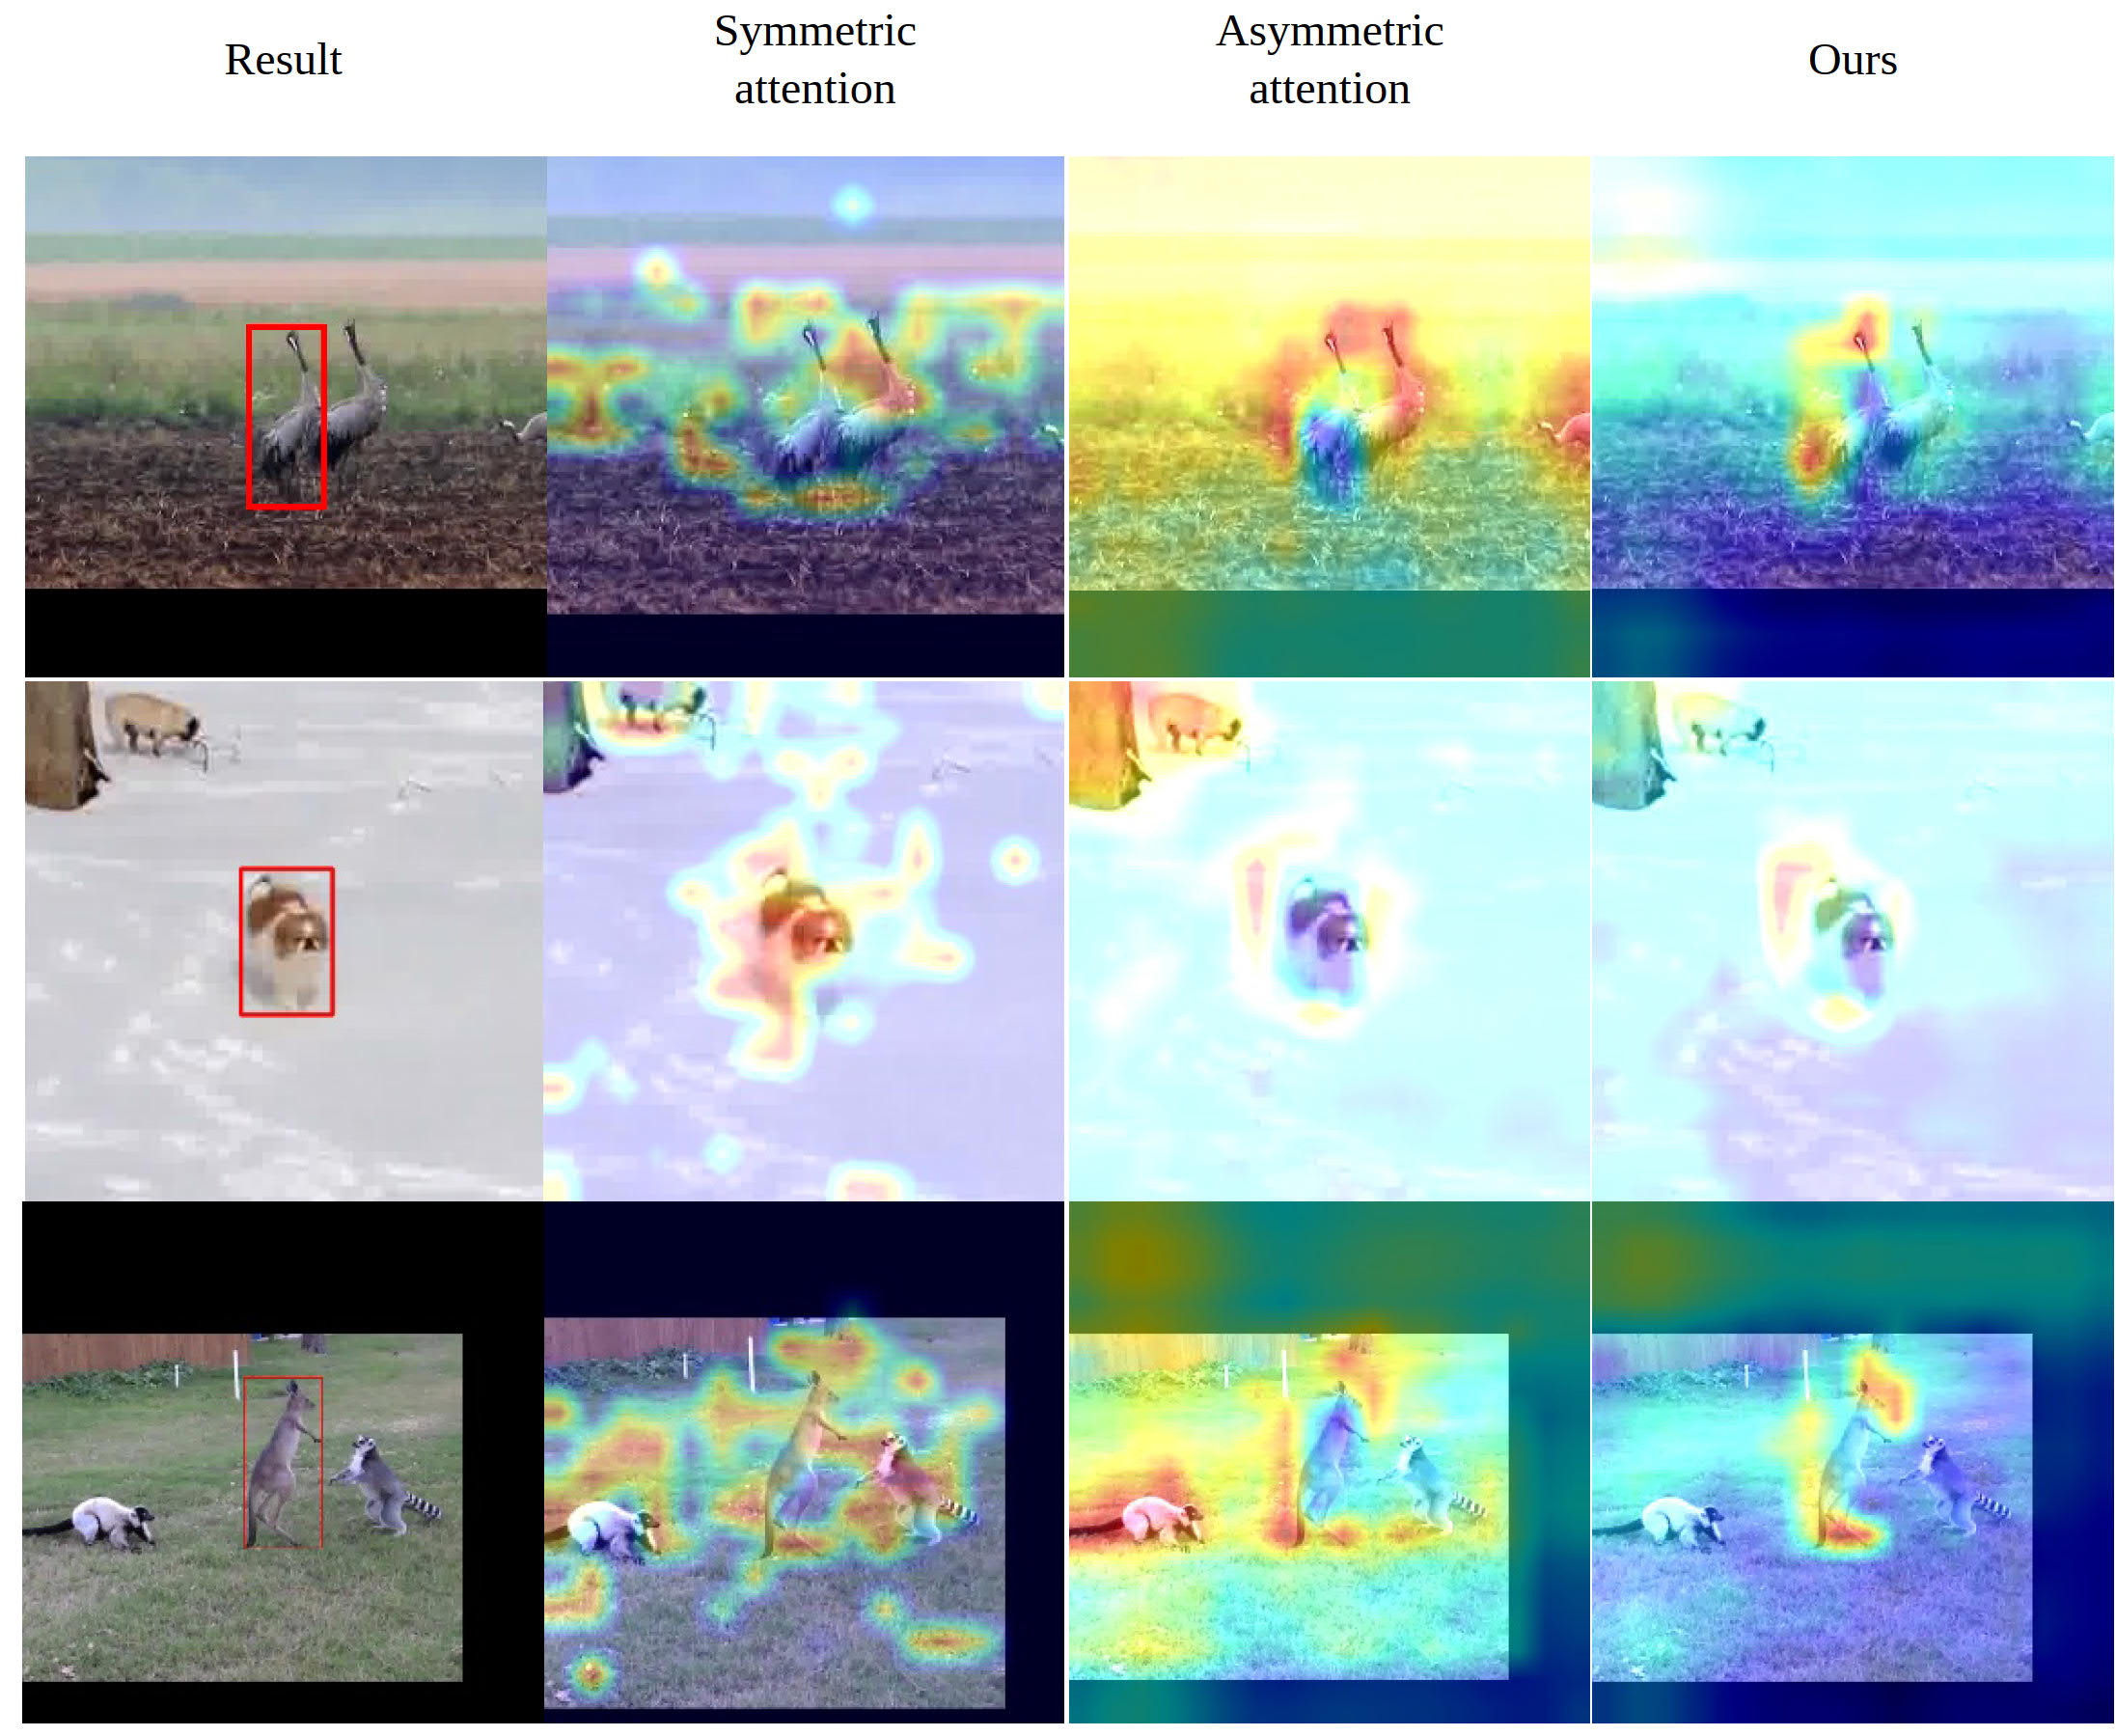 Result
Symmetric
attention
Asymmetric
attention
Ours